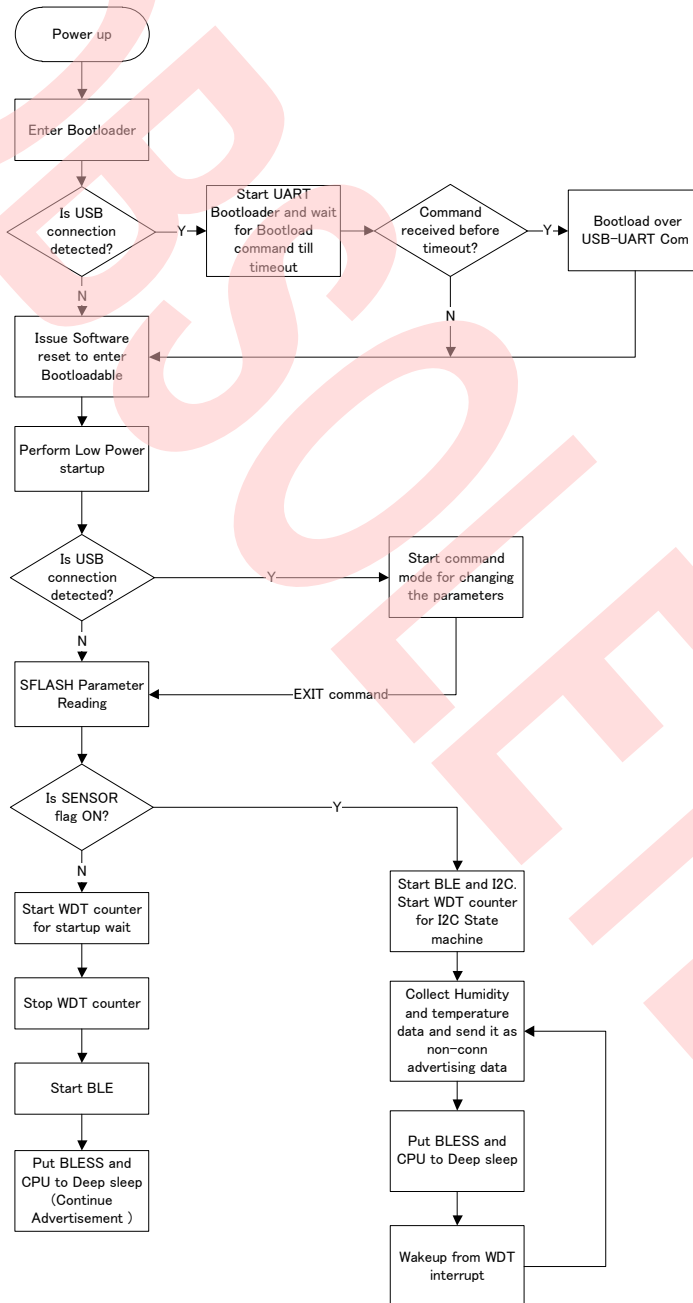 Power up
Enter Bootloader
Is USB
connection
detected?
Y
Start UART
Bootloader and wait
for Bootload
command till
timeout
Command
received before
timeout?
Y
Bootload over
USB-UART Com
N
N
Issue Software
reset to enter
Bootloadable
Perform Low Power
startup
Is USB
connection
detected?
Y
Start command
mode for changing
the parameters
N
SFLASH Parameter
Reading
EXIT command
Is SENSOR
flag ON?
Y
N
Start WDT counter
for startup wait
Stop WDT counter
Start BLE
Put BLESS and
CPU to Deep sleep
(Continue
Advertisement )
Start BLE and I2C.
Start WDT counter
for I2C State
machine
Collect Humidity
and temperature
data and send it as
non-conn
advertising data
Put BLESS and
CPU to Deep sleep
Wakeup from WDT
interrupt